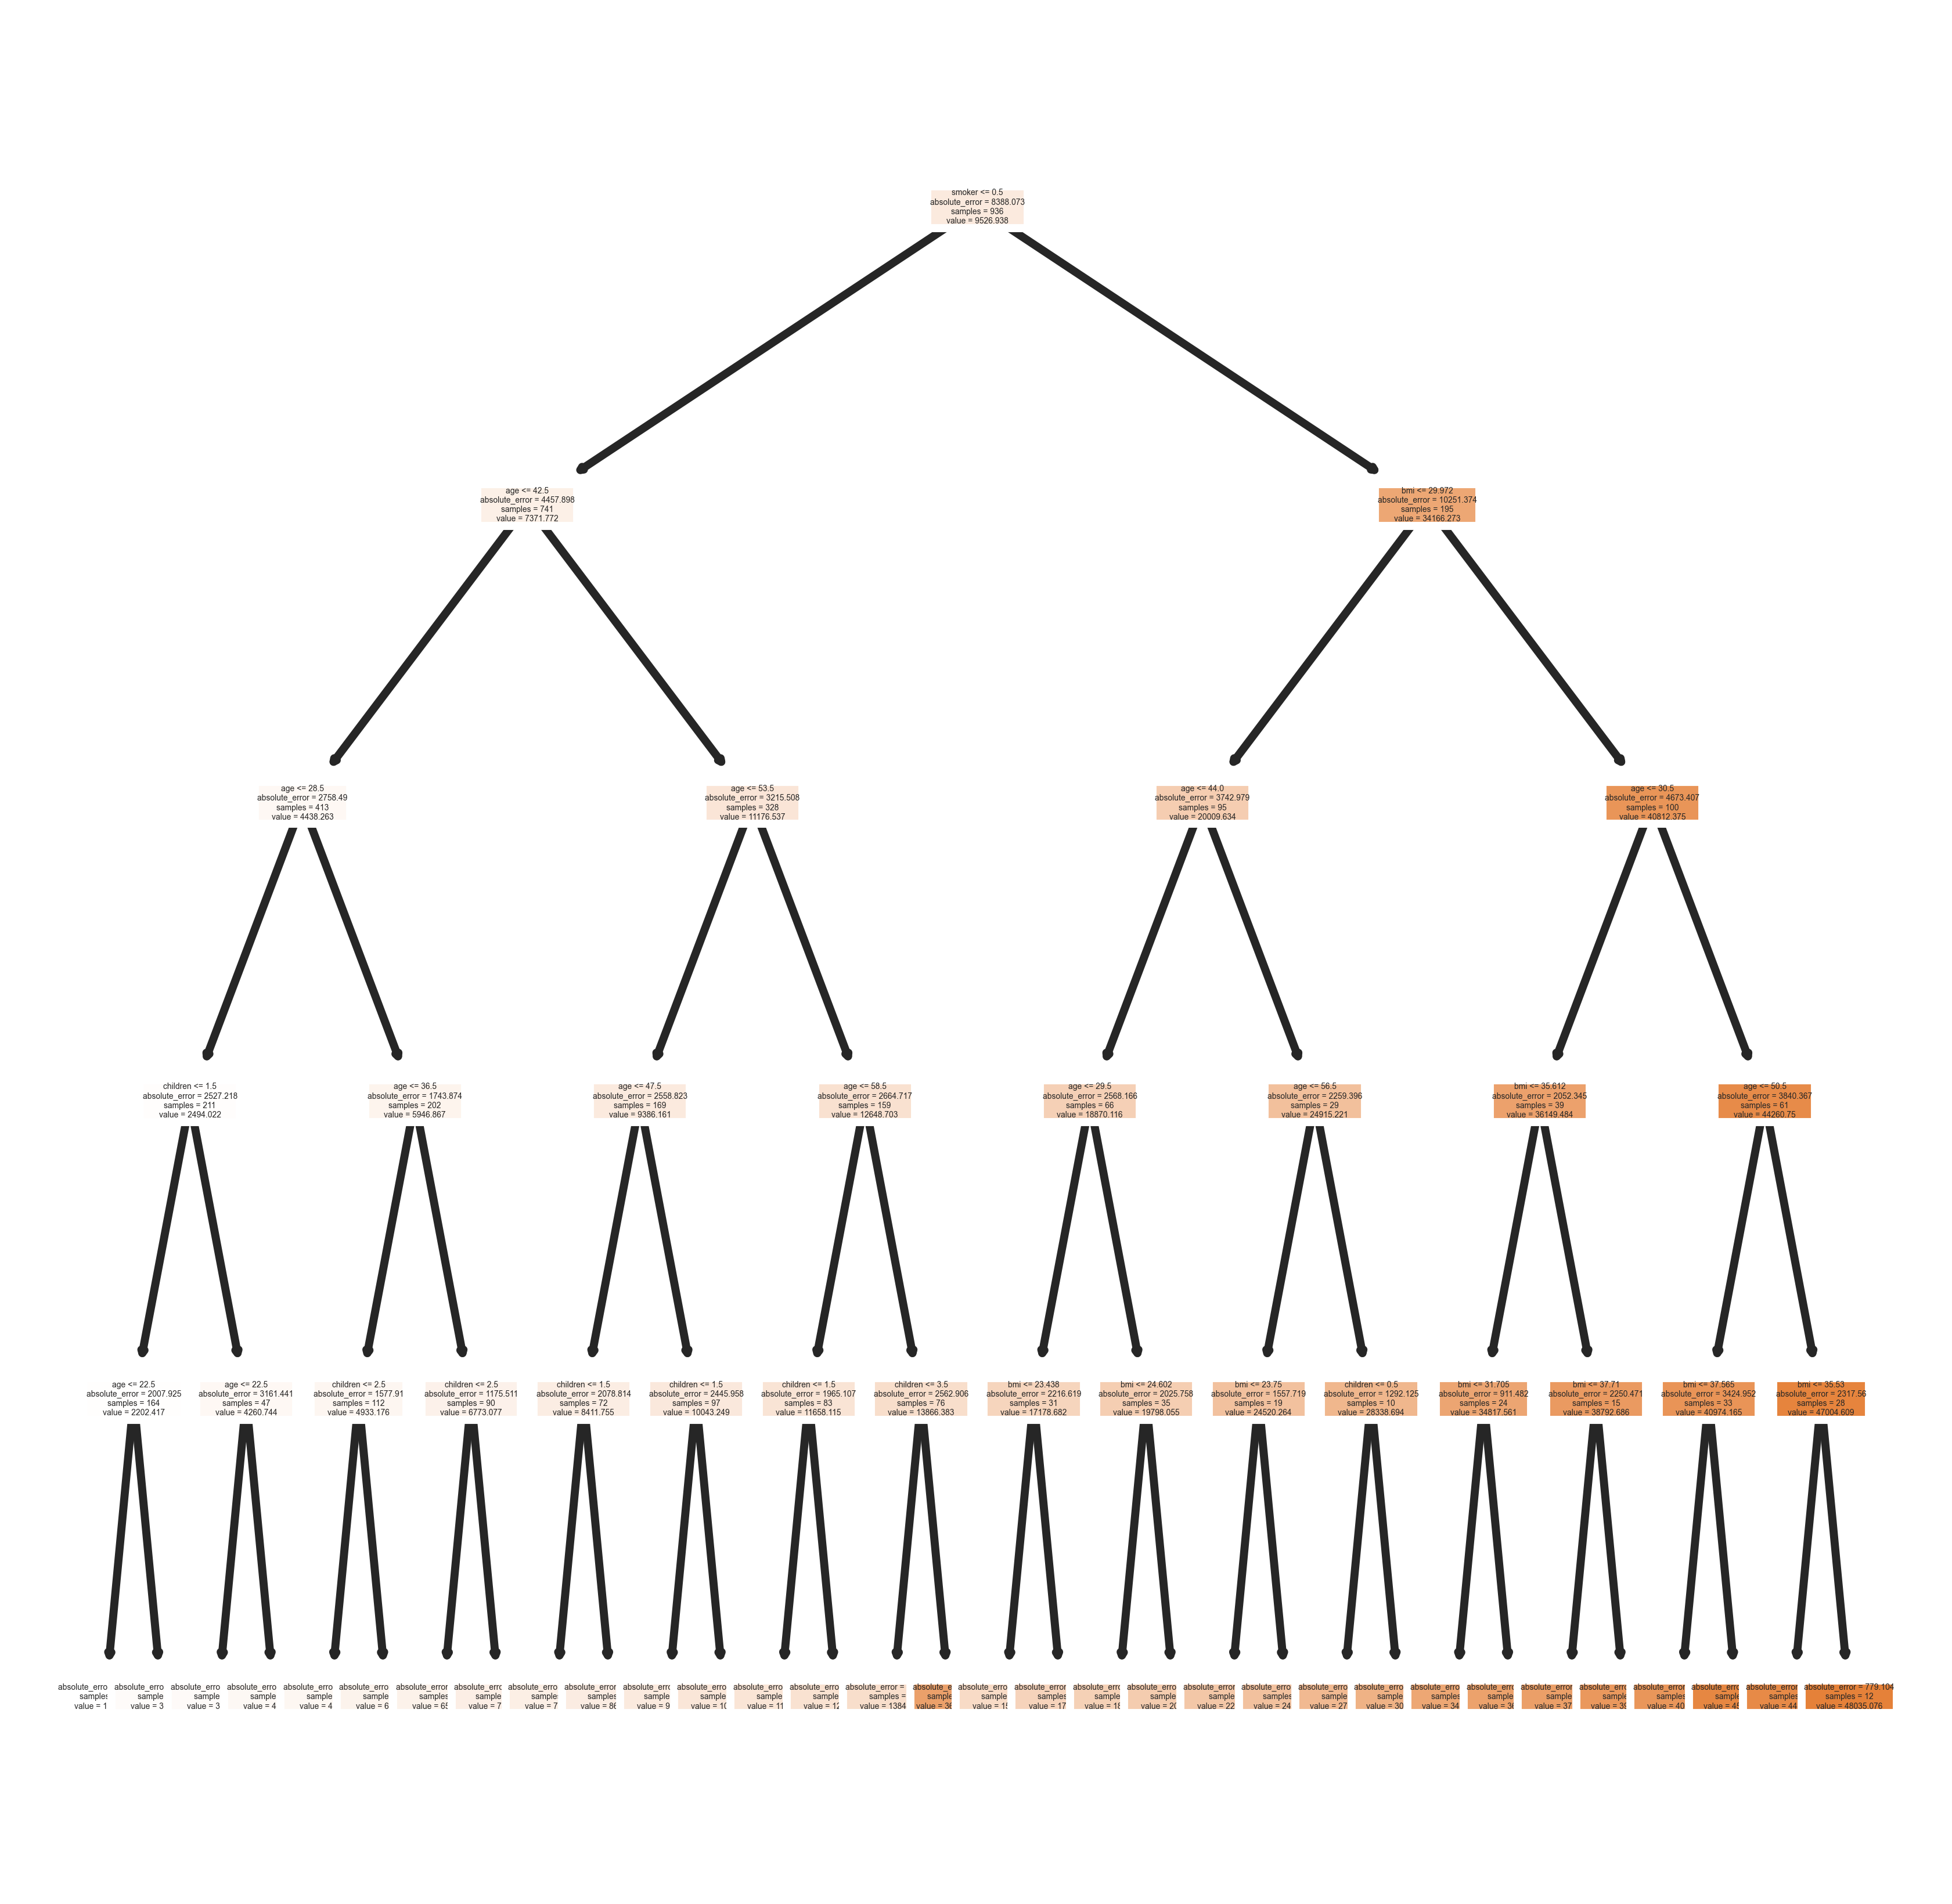 smoker <= 0.5
absolute_error = 8388.073
samples = 936
value = 9526.938
age <= 42.5
absolute_error = 4457.898
samples = 741
value = 7371.772
bmi <= 29.972
absolute_error = 10251.374
samples = 195
value = 34166.273
age <= 28.5
absolute_error = 2758.49
samples = 413
value = 4438.263
age <= 53.5
absolute_error = 3215.508
samples = 328
value = 11176.537
age <= 44.0
absolute_error = 3742.979
samples = 95
value = 20009.634
age <= 30.5
absolute_error = 4673.407
samples = 100
value = 40812.375
children <= 1.5
absolute_error = 2527.218
samples = 211
value = 2494.022
age <= 36.5
absolute_error = 1743.874
samples = 202
value = 5946.867
age <= 47.5
absolute_error = 2558.823
samples = 169
value = 9386.161
age <= 58.5
absolute_error = 2664.717
samples = 159
value = 12648.703
age <= 29.5
absolute_error = 2568.166
samples = 66
value = 18870.116
age <= 56.5
absolute_error = 2259.396
samples = 29
value = 24915.221
bmi <= 35.612
absolute_error = 2052.345
samples = 39
value = 36149.484
age <= 50.5
absolute_error = 3840.367
samples = 61
value = 44260.75
age <= 22.5
absolute_error = 2007.925
samples = 164
value = 2202.417
age <= 22.5
absolute_error = 3161.441
samples = 47
value = 4260.744
children <= 2.5
absolute_error = 1577.91
samples = 112
value = 4933.176
children <= 2.5
absolute_error = 1175.511
samples = 90
value = 6773.077
children <= 1.5
absolute_error = 2078.814
samples = 72
value = 8411.755
children <= 1.5
absolute_error = 2445.958
samples = 97
value = 10043.249
children <= 1.5
absolute_error = 1965.107
samples = 83
value = 11658.115
children <= 3.5
absolute_error = 2562.906
samples = 76
value = 13866.383
bmi <= 23.438
absolute_error = 2216.619
samples = 31
value = 17178.682
bmi <= 24.602
absolute_error = 2025.758
samples = 35
value = 19798.055
bmi <= 23.75
absolute_error = 1557.719
samples = 19
value = 24520.264
children <= 0.5
absolute_error = 1292.125
samples = 10
value = 28338.694
bmi <= 31.705
absolute_error = 911.482
samples = 24
value = 34817.561
bmi <= 37.71
absolute_error = 2250.471
samples = 15
value = 38792.686
bmi <= 37.565
absolute_error = 3424.952
samples = 33
value = 40974.165
bmi <= 35.53
absolute_error = 2317.56
samples = 28
value = 47004.609
absolute_erro
samples
value = 1
absolute_erro
sample
value = 3
absolute_erro
sample
value = 3
absolute_erro
sample
value = 4
absolute_erro
sample
value = 4
absolute_erro
sample
value = 6
absolute_error
samples
value = 65
absolute_erro
sample
value = 7
absolute_erro
sample
value = 7
absolute_error
samples
value = 86
absolute_erro
sample
value = 9
absolute_error
sample
value = 10
absolute_error
samples
value = 11
absolute_erro
sample
value = 12
absolute_error =
samples =
value = 1384
absolute_
sample
value = 36
absolute_erro
sample
value = 15
absolute_error
samples
value = 17
absolute_erro
sample
value = 18
absolute_error
sample
value = 20
absolute_error
samples
value = 22
absolute_erro
sample
value = 24
absolute_erro
sample
value = 27
absolute_erro
sample
value = 30
absolute_error
samples
value = 34
absolute_erro
sample
value = 36
absolute_error
samples
value = 37
absolute_erro
sample
value = 39
absolute_error
samples
value = 40
absolute_erro
sample
value = 45
absolute_error
samples
value = 44
absolute_error = 779.104
samples = 12
value = 48035.076